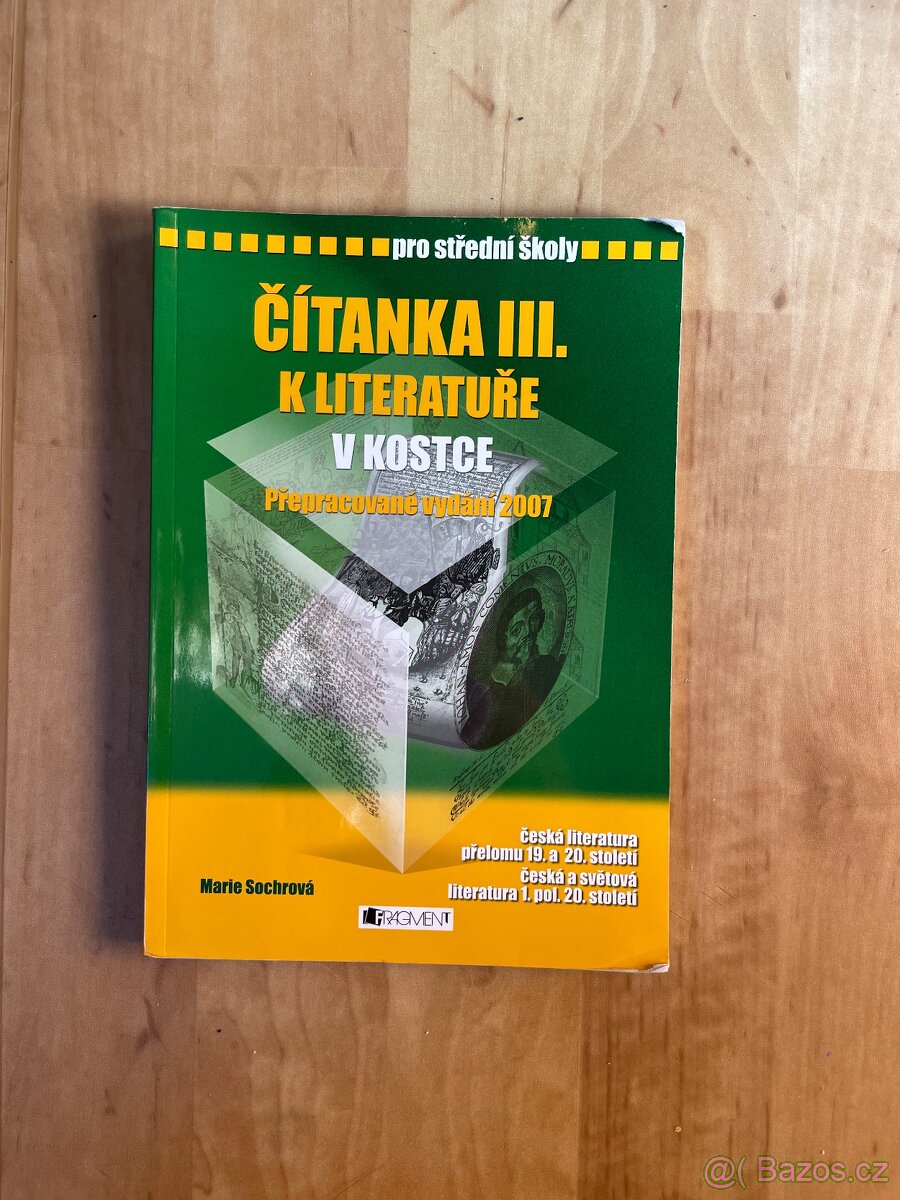 pro střední školy
ČÍTANKA III.
K LITERATUŘE
V KOSTCE
Přepracované vydání 2007
česká literatura
přelomu 19. a 20. století
česká a světová
literatura 1. pol. 20. století
Marie Sochrová
FRAGMENT
@( Bazos.cz